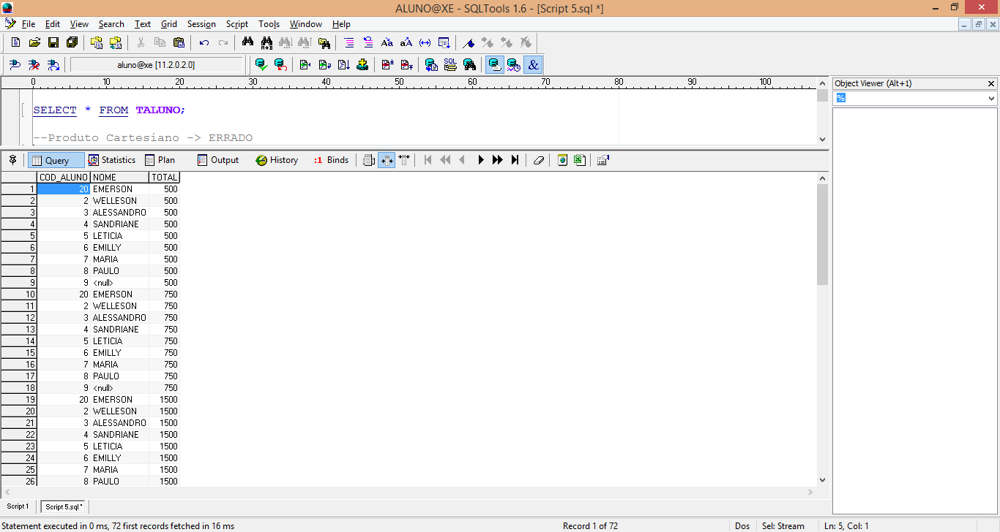 ALUNO@XE - SQLTools 1.6 - [Script 5.sql *]
File Edit View Search Text Grid Session Script Tools Window Help
aluno@xe [11.2.0.2.0]
SQL
&
0 10 20 30 40 50 60 70 80 90 100
Object Viewer (Alt+1)
%
SELECT * FROM TALUNO;
--Produto Cartesiano -> ERRADO
Query Statistics Plan Output History :1 Binds
COD_ALUNO NOME TOTAL
1 20 EMERSON 500
2 2 WELLESON 500
3 3 ALESSANDRO 500
4 4 SANDRIANE 500
5 5 LETICIA 500
6 6 EMILLY 500
7 7 MARIA 500
8 8 PAULO 500
9 9 <null> 500
10 20 EMERSON 750
11 2 WELLESON 750
12 3 ALESSANDRO 750
13 4 SANDRIANE 750
14 5 LETICIA 750
15 6 EMILLY 750
16 7 MARIA 750
17 8 PAULO 750
18 9 <null> 750
19 20 EMERSON 1500
20 2 WELLESON 1500
21 3 ALESSANDRO 1500
22 4 SANDRIANE 1500
23 5 LETICIA 1500
24 6 EMILLY 1500
25 7 MARIA 1500
26 8 PAULO 1500
Script 1 Script 5.sql *
Statement executed in 0 ms, 72 first records fetched in 16 ms Record 1 of 72 Dos Sel: Stream Ln: 5, Col: 1